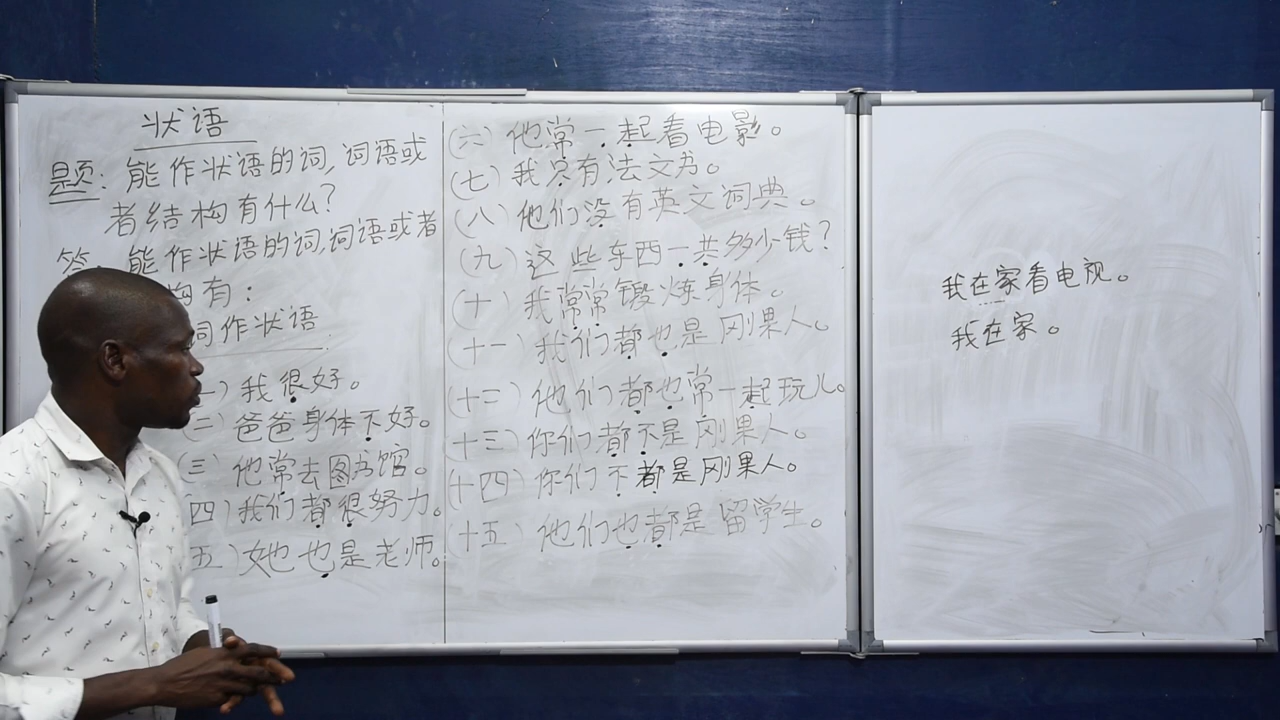 状语
题：能作状语的词,词语或
者结构有什么？
答：能作状语的词,词语或者
构有：
词作状语
一）我很好。
（二）爸爸身体不好。
（三）他常去图书馆。
四）我们都很努力。
五）她也是老师。
（六）他常一起看电影。
（七）我只有法文书。
（八）他们没有英文词典。
（九）这些东西一共多少钱？
（十）我常常锻炼身体。
（十一）我们都也是刚果人。
（十二）他们都也常一起玩儿。
（十三）你们都不是刚果人。
（十四）你们不都是刚果人。
（十五）他们也都是留学生。
我在家看电视。
我在家。